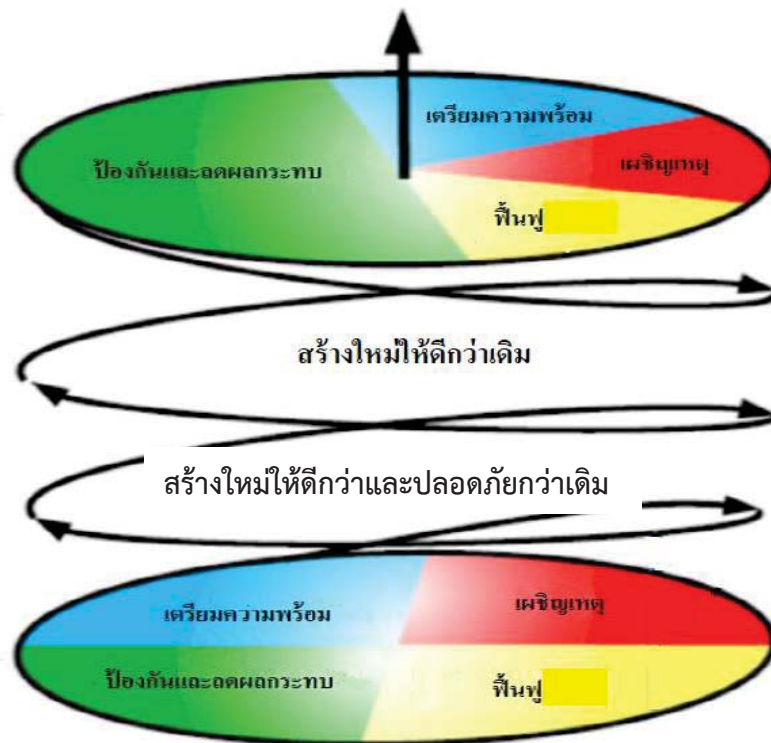 เตรียมความพร้อม
ป้องกันและลดผลกระทบ
เผชิญเหตุ
ฟื้นฟู
สร้างใหม่ให้ดีกว่าเดิม
สร้างใหม่ให้ดีกว่าและปลอดภัยกว่าเดิม
เตรียมความพร้อม
เผชิญเหตุ
ป้องกันและลดผลกระทบ
ฟื้นฟู